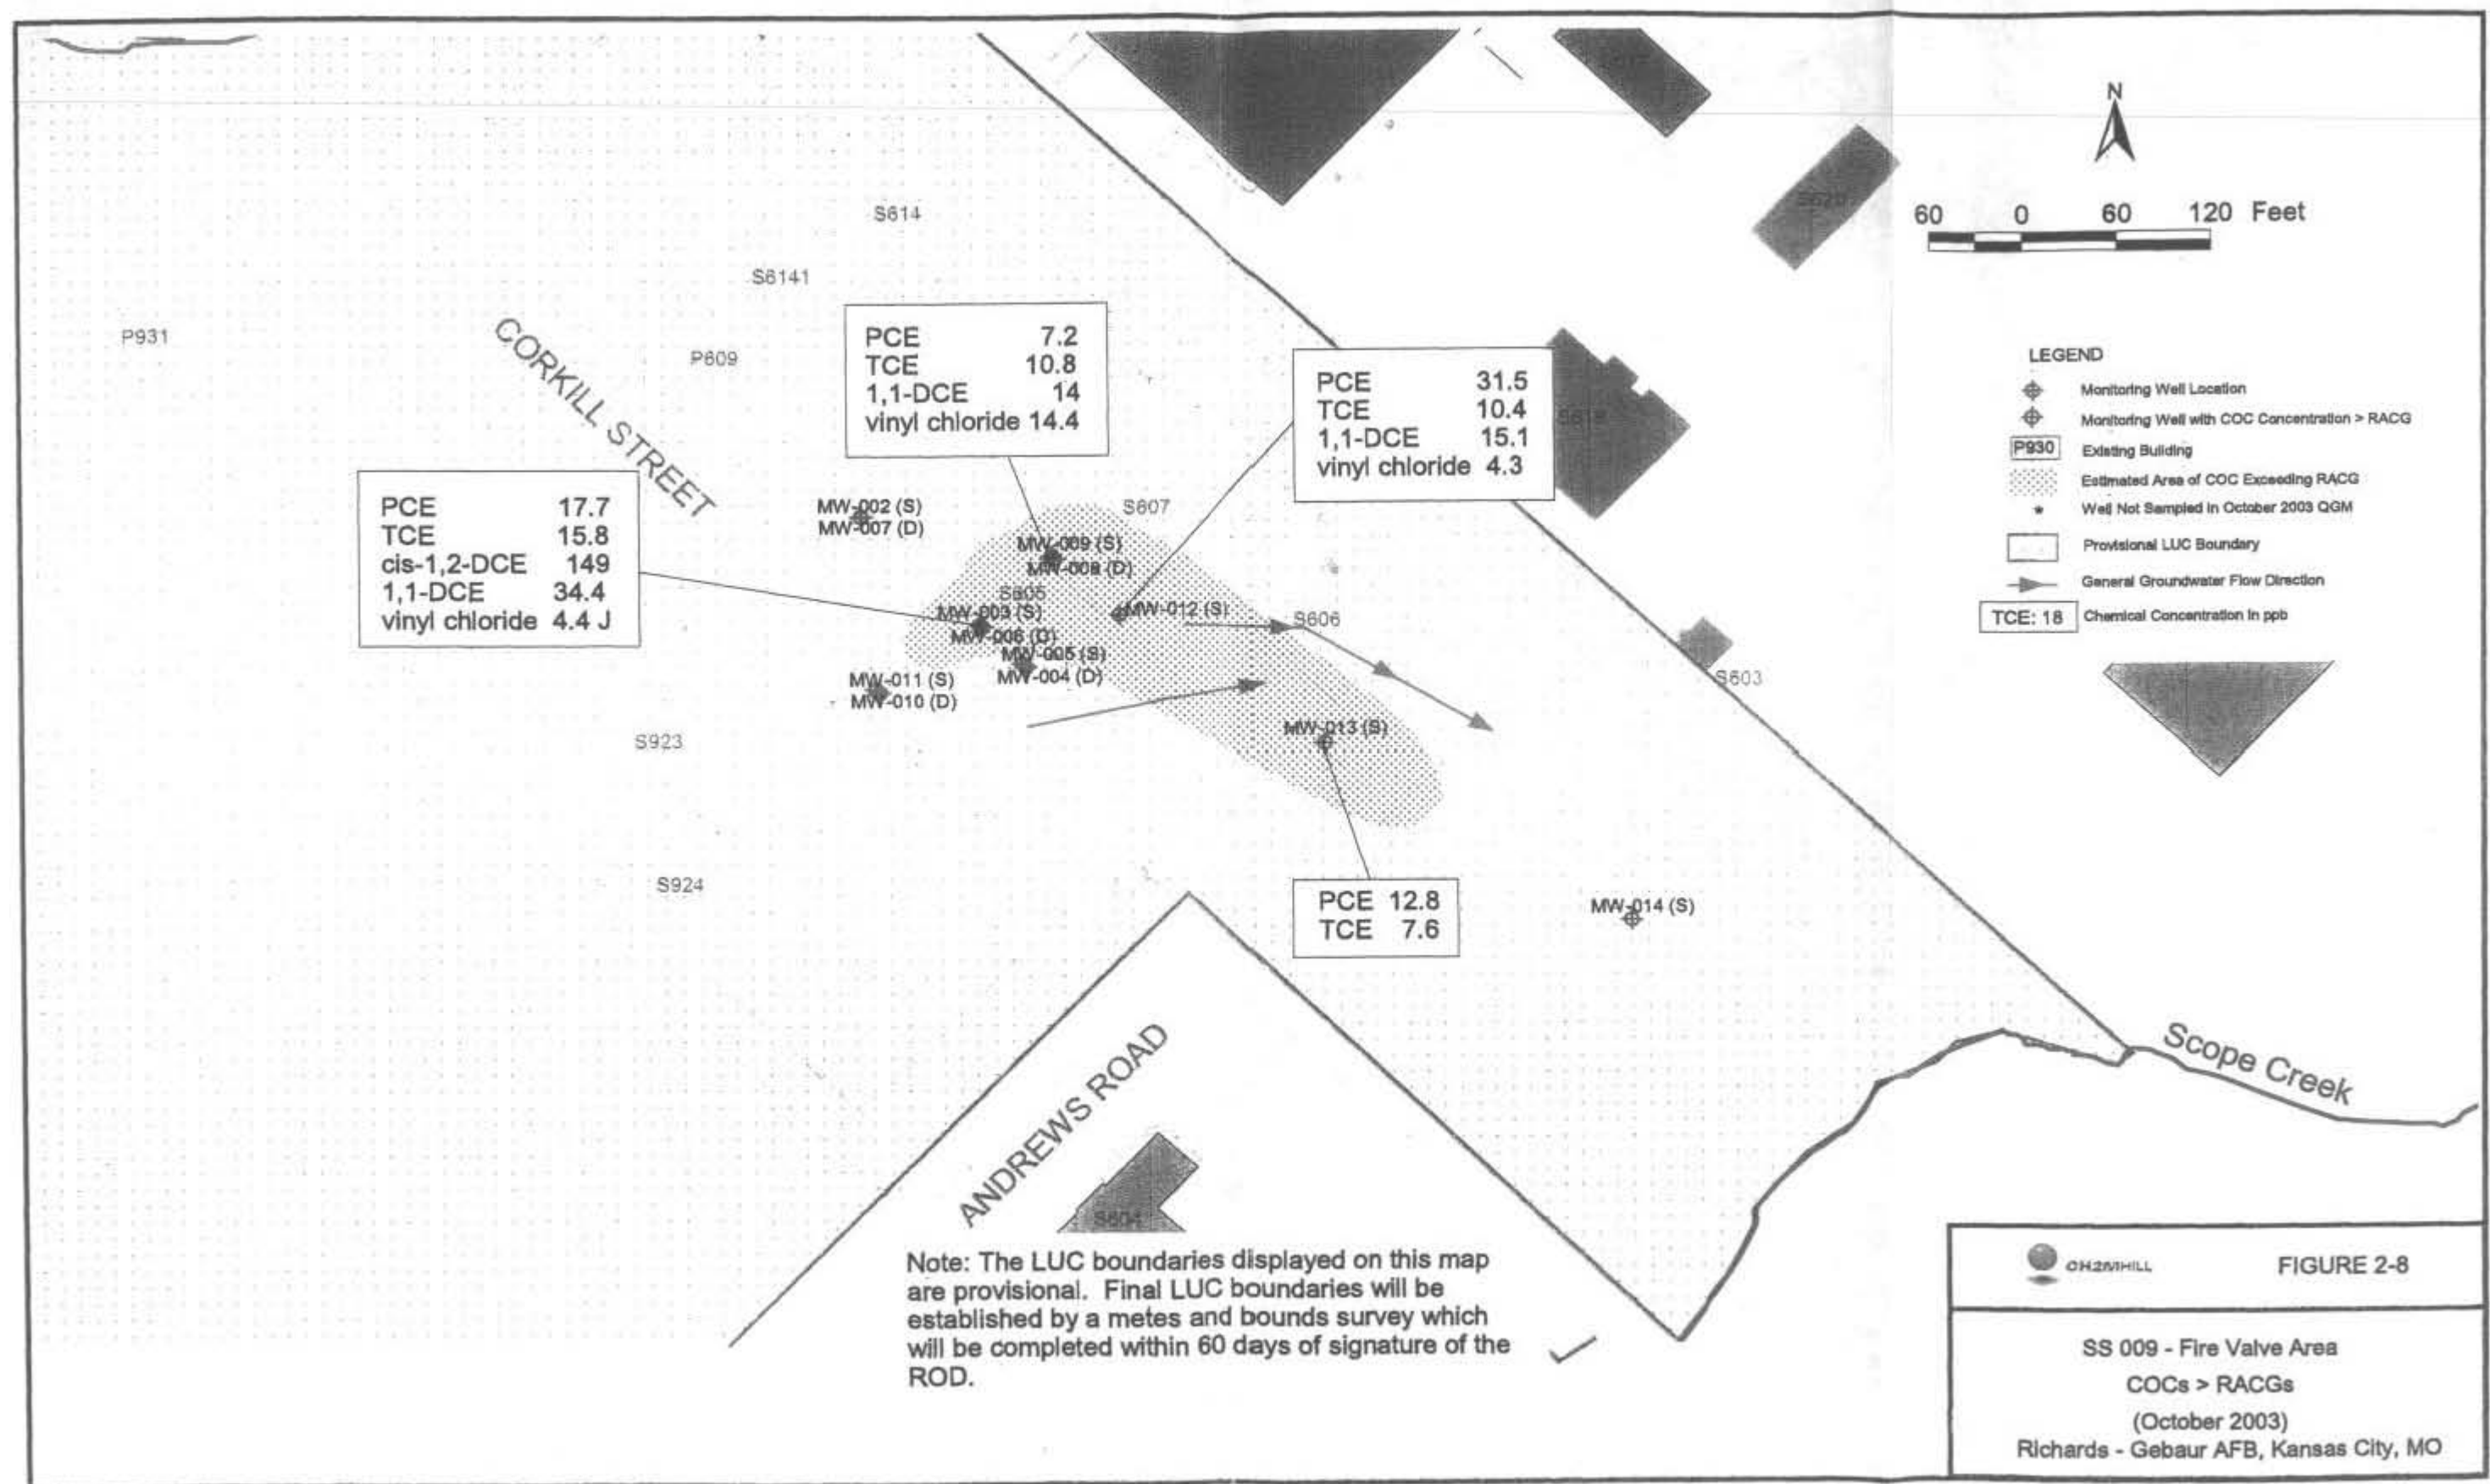 N
60 0 60 120 Feet
S614
S6141
P931
P609
CORKILL STREET
PCE 7.2
TCE 10.8
1,1-DCE 14
vinyl chloride 14.4
PCE 31.5
TCE 10.4
1,1-DCE 15.1
vinyl chloride 4.3
PCE 17.7
TCE 15.8
cis-1,2-DCE 149
1,1-DCE 34.4
vinyl chloride 4.4 J
LEGEND
Monitoring Well Location
Monitoring Well with COC Concentration > RACG
P930 Existing Building
Estimated Area of COC Exceeding RACG
* Well Not Sampled in October 2003 QGM
Provisional LUC Boundary
General Groundwater Flow Direction
TCE: 18 Chemical Concentration in ppb
MW-002 (S)
MW-007 (D)
S607
MW-009 (S)
MW-008 (D)
S605
MW-003 (S)
MW-006 (D)
MW-012 (S)
S606
MW-005 (S)
MW-004 (D)
MW-011 (S)
MW-010 (D)
S603
MW-013 (S)
S923
S924
PCE 12.8
TCE 7.6
MW-014 (S)
ANDREWS ROAD
S604
Scope Creek
Note: The LUC boundaries displayed on this map
are provisional. Final LUC boundaries will be
established by a metes and bounds survey which
will be completed within 60 days of signature of the
ROD.
CH2MHILL
FIGURE 2-8
SS 009 - Fire Valve Area
COCs > RACGs
(October 2003)
Richards - Gebaur AFB, Kansas City, MO